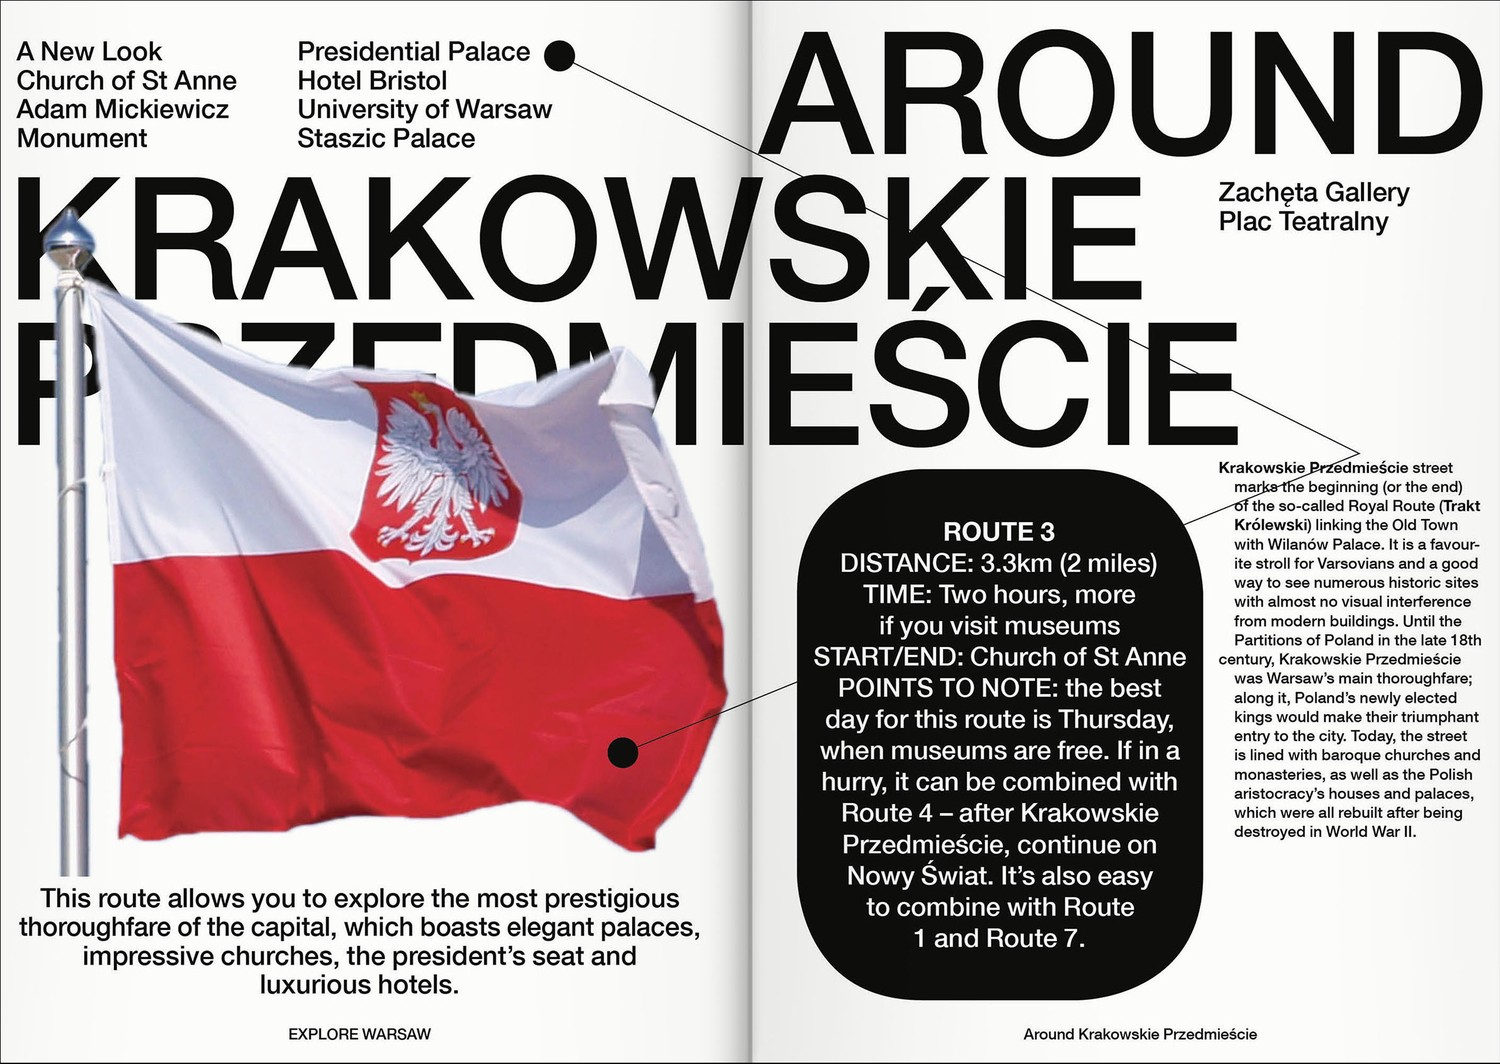 A New Look
Church of St Anne
Adam Mickiewicz
Monument
Presidential Palace
Hotel Bristol
University of Warsaw
Staszic Palace
AROUND
KRAKOWSKIE
PRZEDMIEŚCIE
Zachęta Gallery
Plac Teatralny
This route allows you to explore the most prestigious
thoroughfare of the capital, which boasts elegant palaces,
impressive churches, the president’s seat and
luxurious hotels.
EXPLORE WARSAW
ROUTE 3
DISTANCE: 3.3km (2 miles)
TIME: Two hours, more
if you visit museums
START/END: Church of St Anne
POINTS TO NOTE: the best
day for this route is Thursday,
when museums are free. If in a
hurry, it can be combined with
Route 4 – after Krakowskie
Przedmieście, continue on
Nowy Świat. It’s also easy
to combine with Route
1 and Route 7.
Krakowskie Przedmieście street
marks the beginning (or the end)
of the so-called Royal Route (Trakt
Królewski) linking the Old Town
with Wilanów Palace. It is a favour-
ite stroll for Varsovians and a good
way to see numerous historic sites
with almost no visual interference
from modern buildings. Until the
Partitions of Poland in the late 18th
century, Krakowskie Przedmieście
was Warsaw’s main thoroughfare;
along it, Poland’s newly elected
kings would make their triumphant
entry to the city. Today, the street
is lined with baroque churches and
monasteries, as well as the Polish
aristocracy’s houses and palaces,
which were all rebuilt after being
destroyed in World War II.
Around Krakowskie Przedmieście